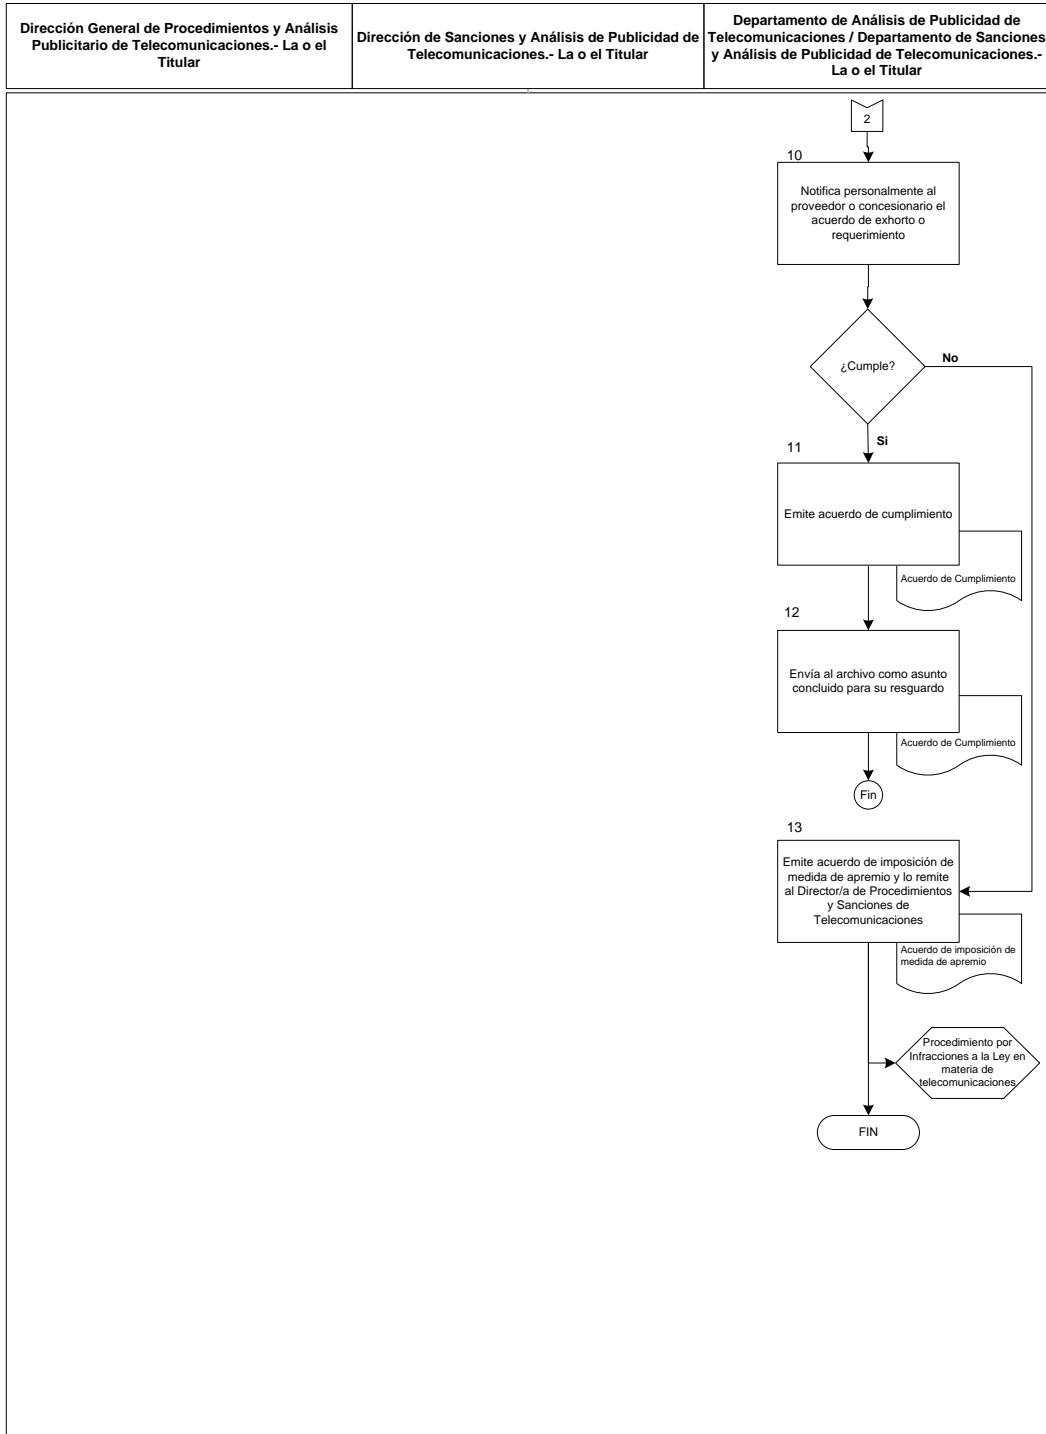 Dirección General de Procedimientos y Análisis
Publicitario de Telecomunicaciones.- La o el
Titular
Dirección de Sanciones y Análisis de Publicidad de
Telecomunicaciones.- La o el Titular
Departamento de Análisis de Publicidad de
Telecomunicaciones / Departamento de Sanciones
y Análisis de Publicidad de Telecomunicaciones.-
La o el Titular
2
10
Notifica personalmente al
proveedor o concesionario el
acuerdo de exhorto o
requerimiento
¿Cumple?
No
Si
11
Emite acuerdo de cumplimiento
Acuerdo de Cumplimiento
12
Envía al archivo como asunto
concluido para su resguardo
Acuerdo de Cumplimiento
Fin
13
Emite acuerdo de imposición de
medida de apremio y lo remite
al Director/a de Procedimientos
y Sanciones de
Telecomunicaciones
Acuerdo de imposición de
medida de apremio
Procedimiento por
Infracciones a la Ley en
materia de
telecomunicaciones
FIN